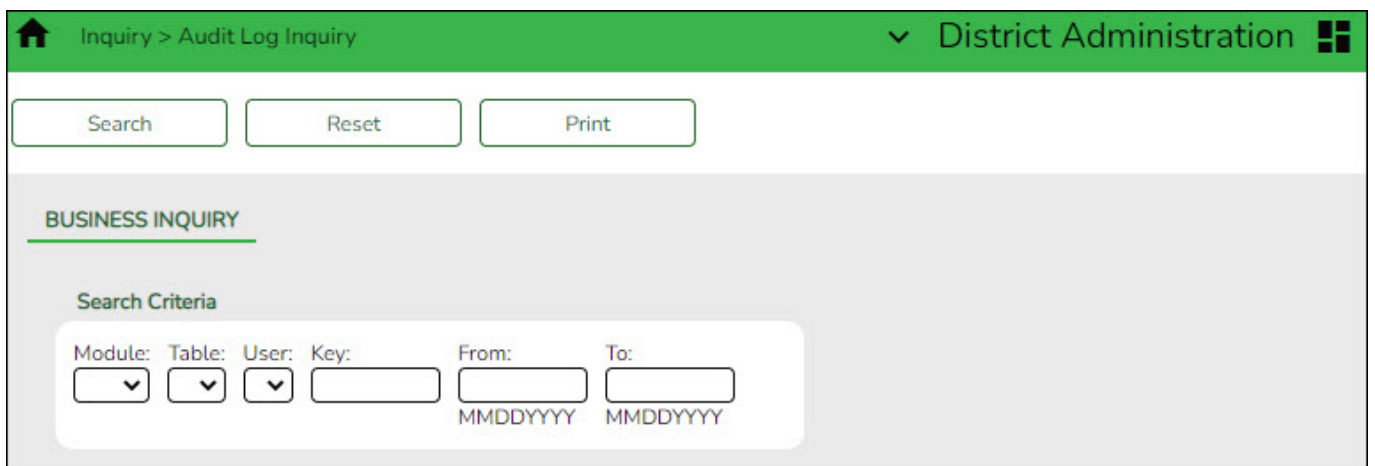 Inquiry > Audit Log Inquiry District Administration
Search Reset Print
BUSINESS INQUIRY
Search Criteria
Module: Table: User: Key: From: To:
MMDDYYYY MMDDYYYY